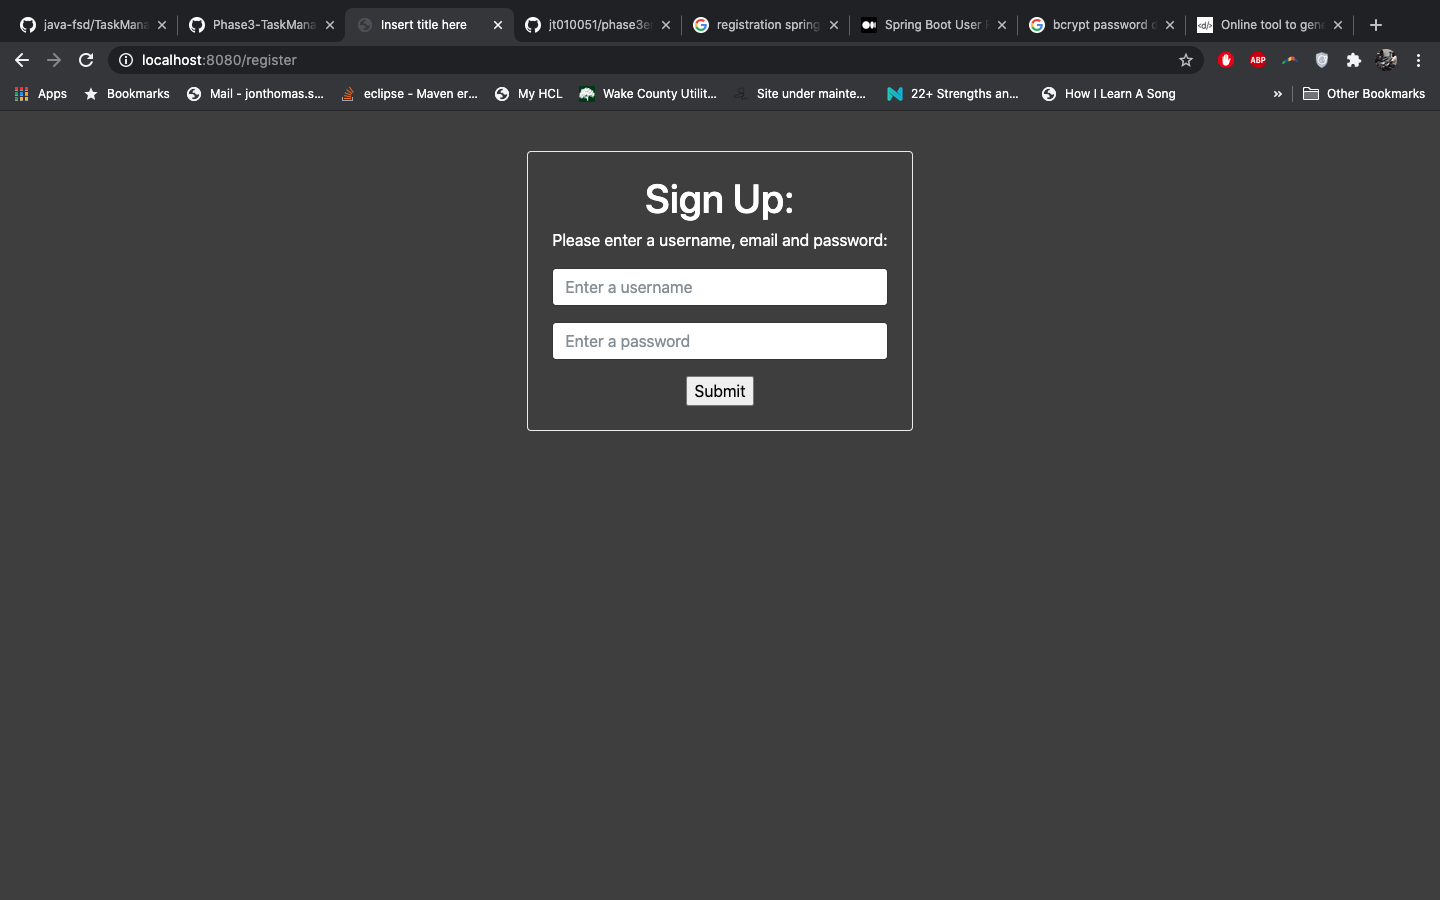 java-fsd/TaskMana
Phase3-TaskMana
Insert title here
jt010051/phase3e
registration spring
Spring Boot User
bcrypt password
Online tool to gene
localhost:8080/register
ABP
Apps
Bookmarks
Mail - jonthomas.s...
eclipse - Maven er...
My HCL
Wake County Utilit...
Site under mainte...
22+ Strengths an...
How I Learn A Song
»
Other Bookmarks
Sign Up:
Please enter a username, email and password:
Enter a username
Enter a password
Submit